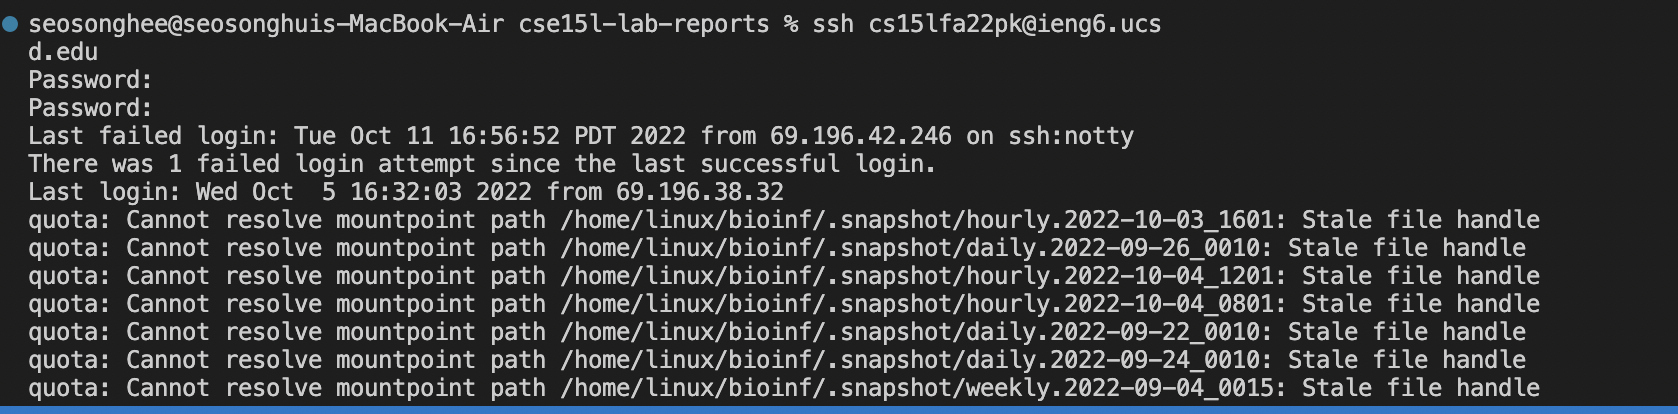 seosonghee@seosonghuis-MacBook-Air cse15l-lab-reports % ssh cs15lfa22pk@ieng6.ucs
d.edu
Password:
Password:
Last failed login: Tue Oct 11 16:56:52 PDT 2022 from 69.196.42.246 on ssh:notty
There was 1 failed login attempt since the last successful login.
Last login: Wed Oct  5 16:32:03 2022 from 69.196.38.32
quota: Cannot resolve mountpoint path /home/linux/bioinf/.snapshot/hourly.2022-10-03_1601: Stale file handle
quota: Cannot resolve mountpoint path /home/linux/bioinf/.snapshot/daily.2022-09-26_0010: Stale file handle
quota: Cannot resolve mountpoint path /home/linux/bioinf/.snapshot/hourly.2022-10-04_1201: Stale file handle
quota: Cannot resolve mountpoint path /home/linux/bioinf/.snapshot/hourly.2022-10-04_0801: Stale file handle
quota: Cannot resolve mountpoint path /home/linux/bioinf/.snapshot/daily.2022-09-22_0010: Stale file handle
quota: Cannot resolve mountpoint path /home/linux/bioinf/.snapshot/daily.2022-09-24_0010: Stale file handle
quota: Cannot resolve mountpoint path /home/linux/bioinf/.snapshot/weekly.2022-09-04_0015: Stale file handle